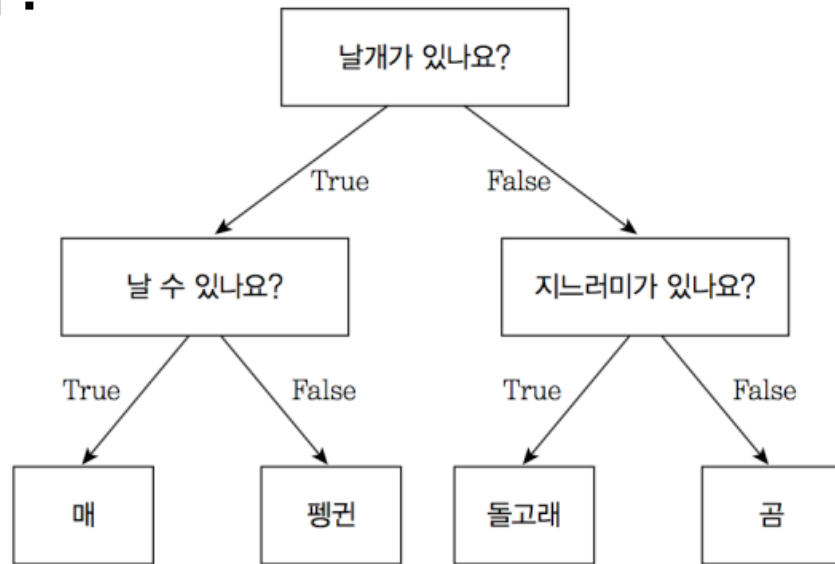 날개가 있나요?
True False
날 수 있나요? 지느러미가 있나요?
True False True False
매 펭귄 돌고래 곰